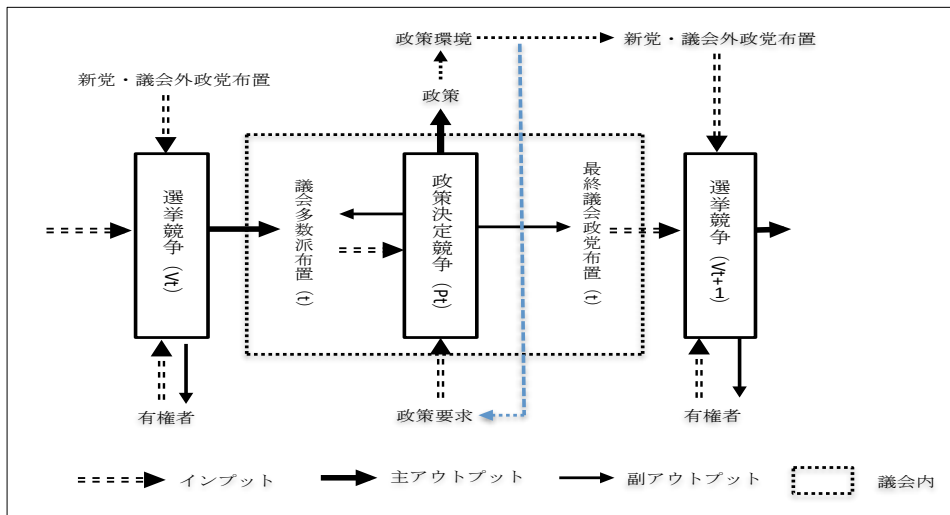 政策環境
新党・議会外政党布置
新党・議会外政党布置
政策
選挙競争（Vt）
議会多数派布置（t）
政策決定競争（Pt）
最終議会政党布置（t）
選挙競争（Vt+1）
有権者
政策要求
有権者
インプット
主アウトプット
副アウトプット
議会内